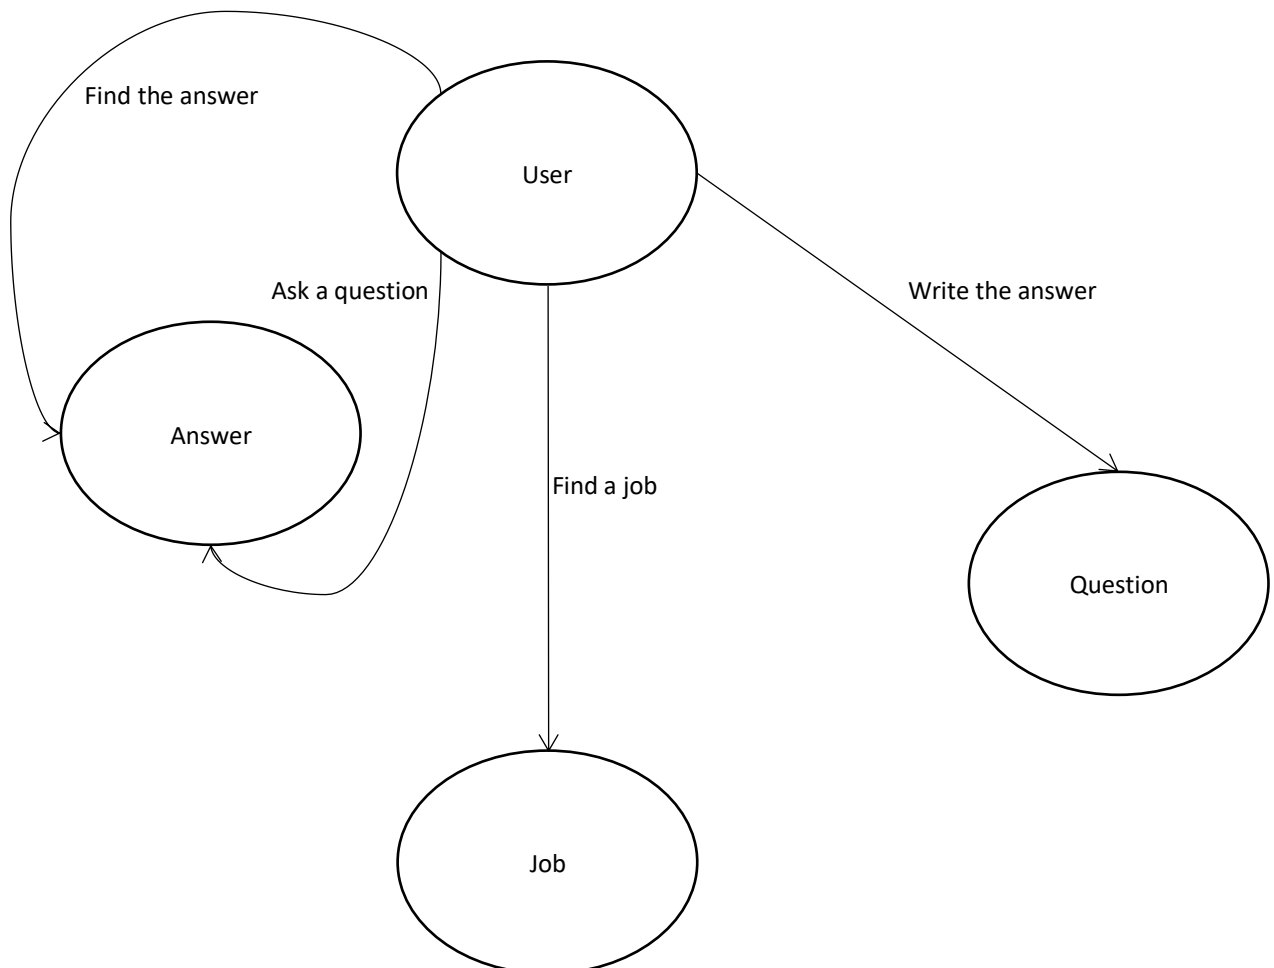 Find the answer
User
Ask a question
Write the answer
Answer
Find a job
Question
Job